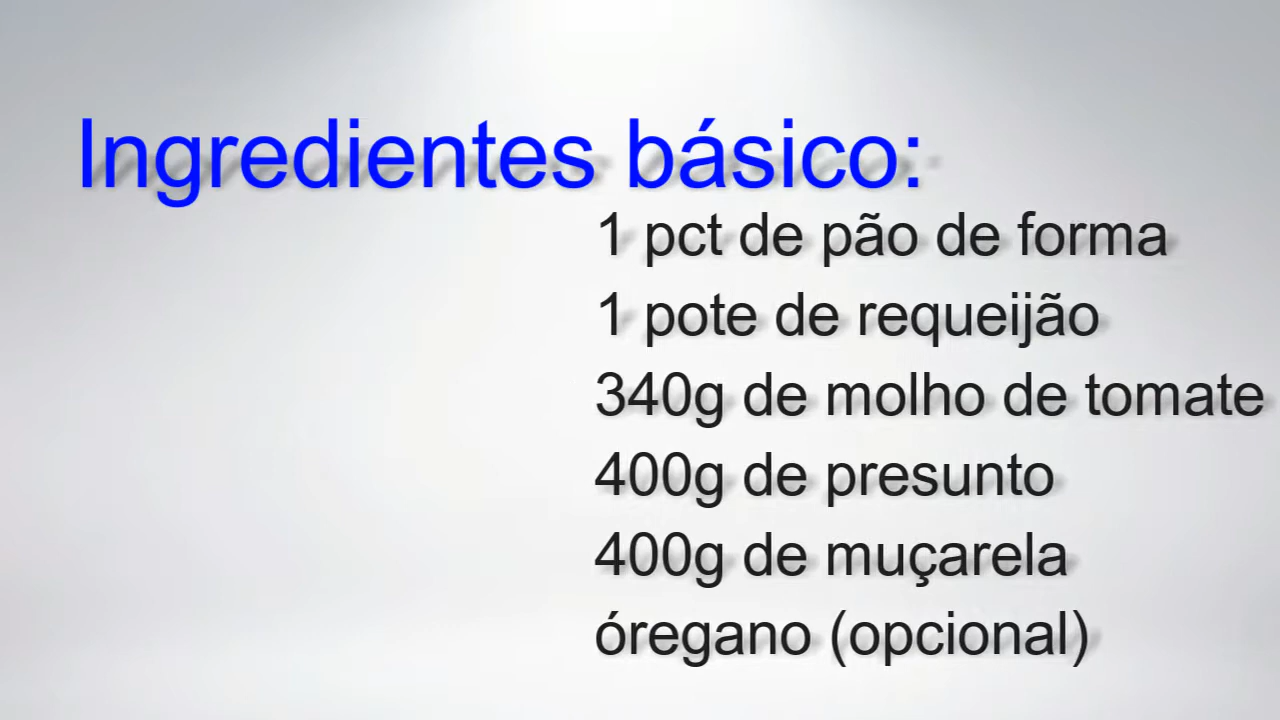 Ingredientes básico:
1 pct de pão de forma
1 pote de requeijão
340g de molho de tomate
400g de presunto
400g de muçarela
óregano (opcional)